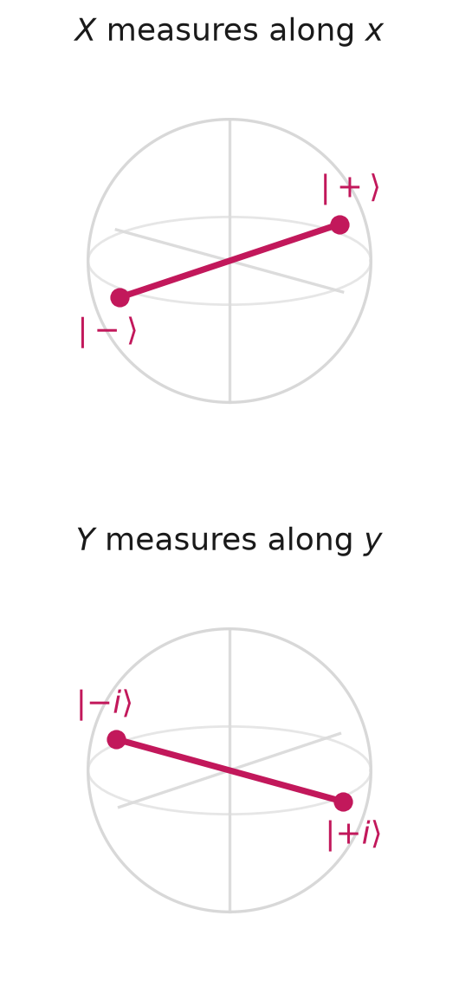 X measures along x
| + ⟩
| − ⟩
Y measures along y
|−i⟩
|+i⟩